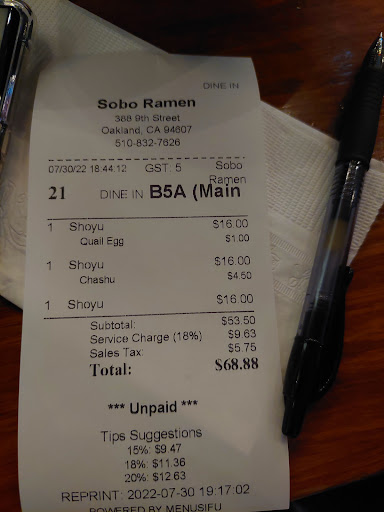 DINE IN
Sobo Ramen
388 9th Street
Oakland, CA 94607
510-832-7626
07/30/22 18:44:12 GST. 5 Sobo Ramen
21 DINE IN B5A (Main
1 Shoyu $16.00
Quail Egg $1.00
1 Shoyu $16.00
Chashu $4.50
1 Shoyu $16.00
Subtotal: $53.50
Service Charge (18%) $9.63
Sales Tax: $5.75
Total: $68.88
*** Unpaid ***
Tips Suggestions
15%: $9.47
18%: $11.36
20%: $12.63
REPRINT: 2022-07-30 19:17:02
POWERED BY MENUSIFU